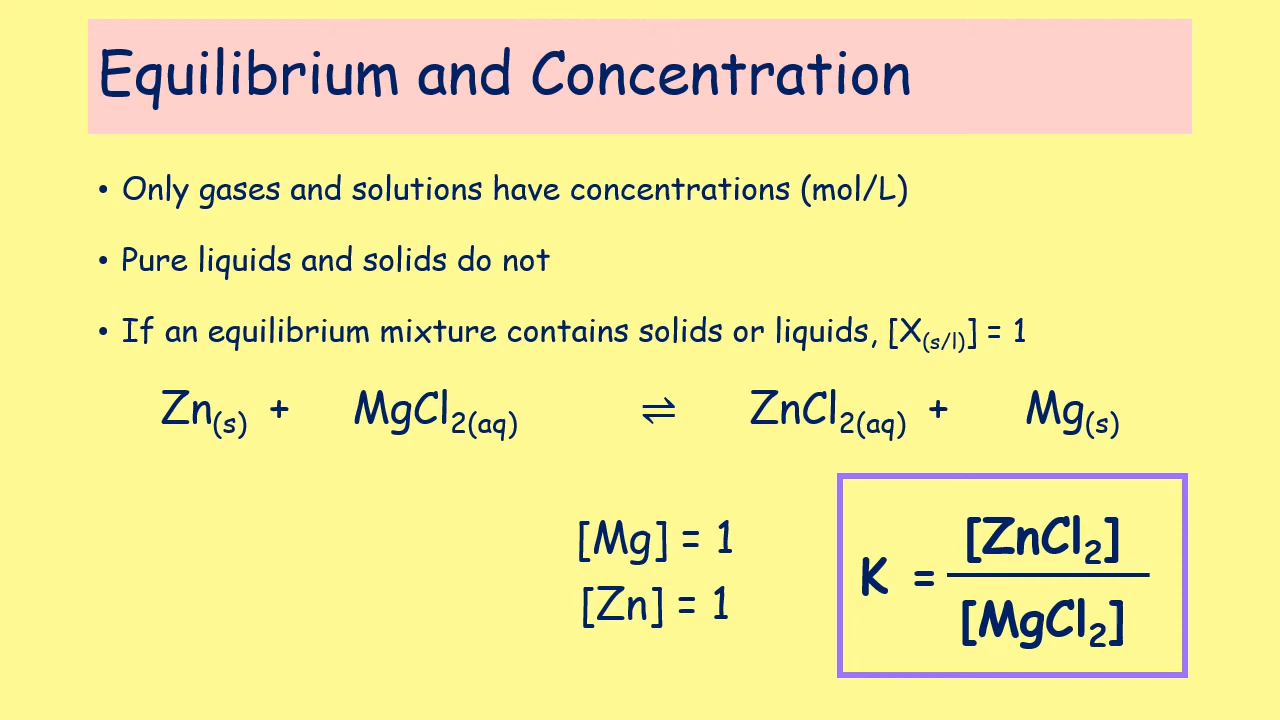 Equilibrium and Concentration
• Only gases and solutions have concentrations (mol/L)
• Pure liquids and solids do not
• If an equilibrium mixture contains solids or liquids, [X(s/l)] = 1
Zn(s) + MgCl2(aq) ⇌ ZnCl2(aq) + Mg(s)
[Mg] = 1
[Zn] = 1
K = [ZnCl2]
[MgCl2]